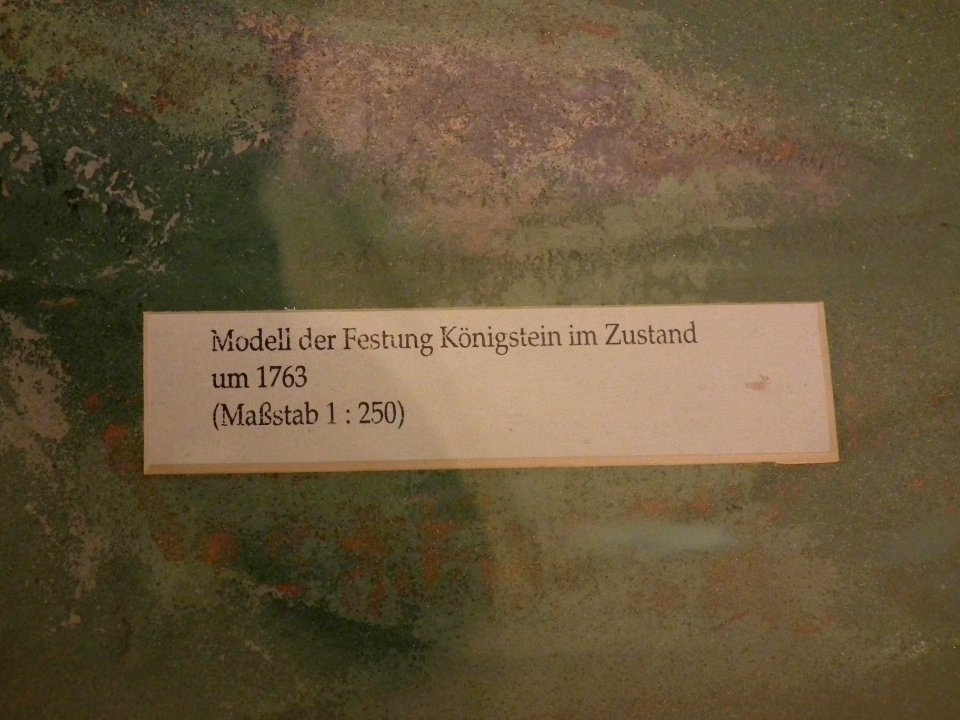 Modell der Festung Königstein im Zustand
um 1763
(Maßstab 1 : 250)